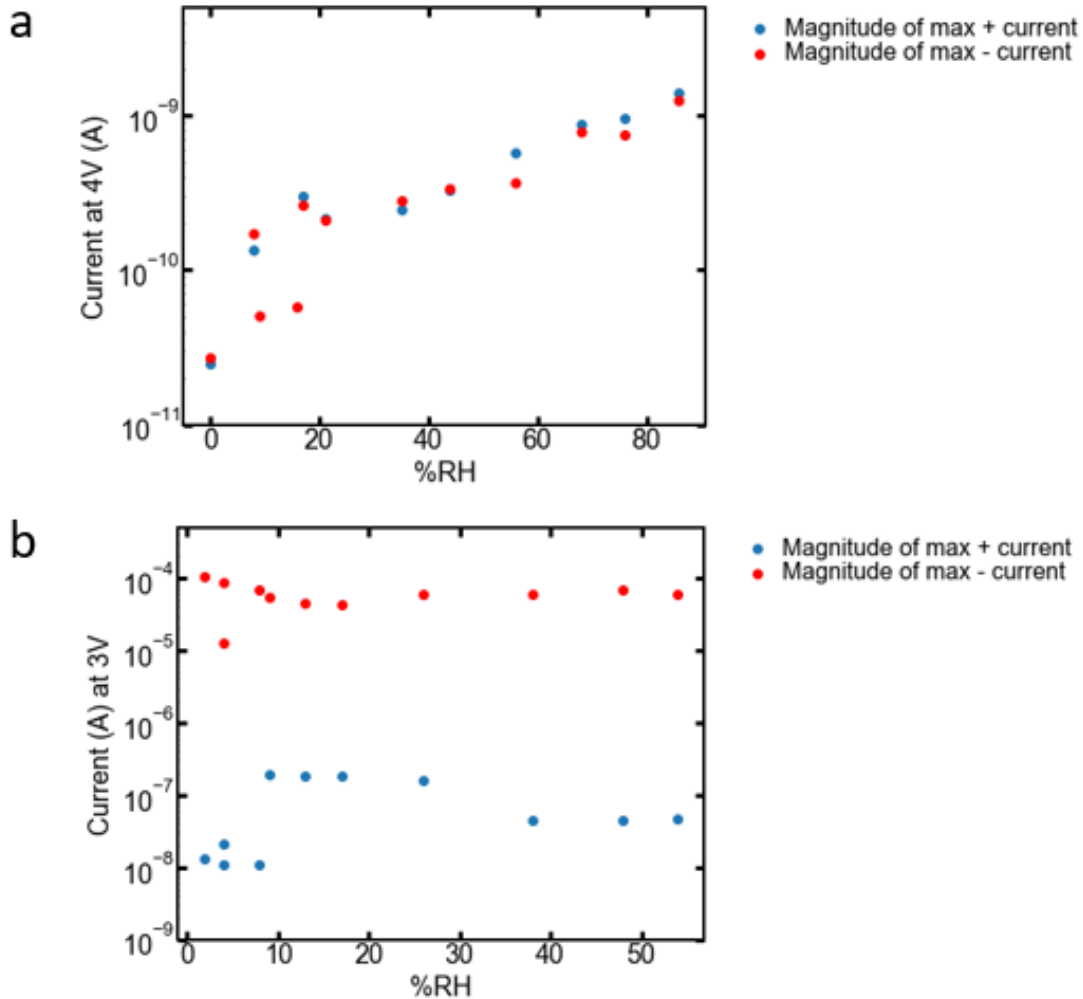 a
Magnitude of max + current
Magnitude of max - current
Current at 4V (A)
10⁻⁹
10⁻¹⁰
10⁻¹¹
0 20 40 60 80
%RH
b
Magnitude of max + current
Magnitude of max - current
Current (A) at 3V
10⁻⁴
10⁻⁵
10⁻⁶
10⁻⁷
10⁻⁸
10⁻⁹
0 10 20 30 40 50
%RH